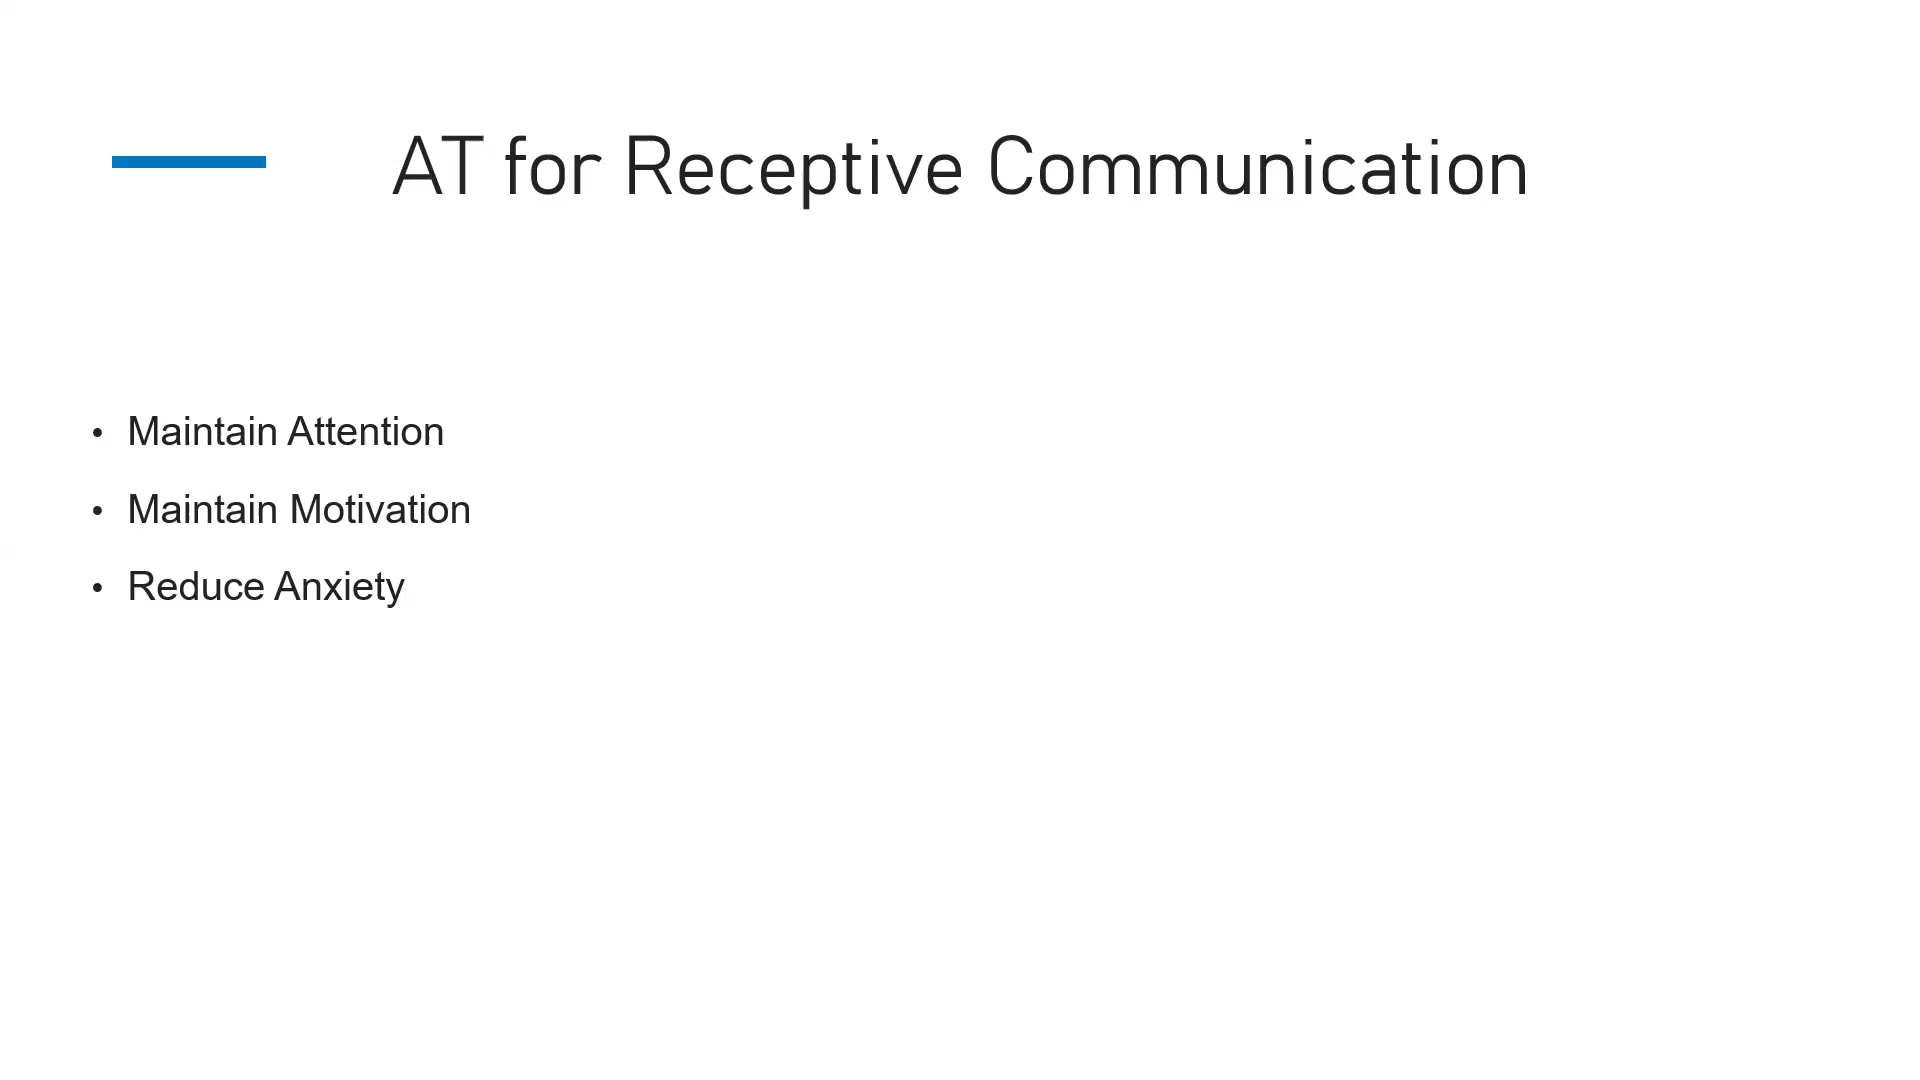 AT for Receptive Communication
• Maintain Attention
• Maintain Motivation
• Reduce Anxiety